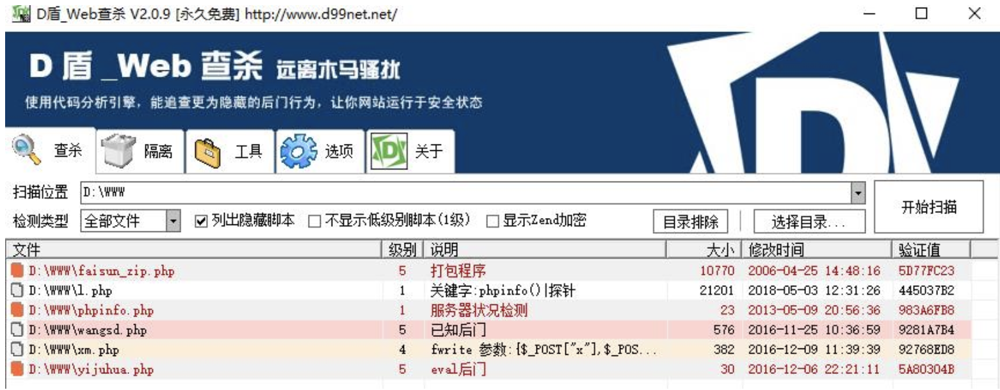 D盾_Web查杀 V2.0.9 [永久免费] http://www.d99net.net/
D盾_Web查杀 远离木马骚扰
使用代码分析引擎，能追查更为隐藏的后门行为，让你网站运行于安全状态
查杀 隔离 工具 选项 关于
扫描位置 D:\WWW 开始扫描
检测类型 全部文件 列出隐藏脚本 不显示低级别脚本(1级) 显示Zend加密 目录排除 选择目录...
文件 级别 说明 大小 修改时间 验证值
D:\WWW\faisun_zip.php 5 打包程序 10770 2006-04-25 14:48:16 5D77FC23
D:\WWW\l.php 1 关键字:phpinfo()|探针 21201 2018-05-03 12:31:26 445037B2
D:\WWW\phpinfo.php 1 服务器状况检测 23 2013-05-09 20:56:36 983A6FB8
D:\WWW\wangsd.php 5 已知后门 576 2016-11-25 10:36:59 9281A7B4
D:\WWW\xm.php 4 fwrite 参数:{$_POST["x"],$_POS... 382 2016-12-09 11:39:39 92768ED8
D:\WWW\yijuhua.php 5 eval后门 30 2016-12-06 22:21:11 5A80304B